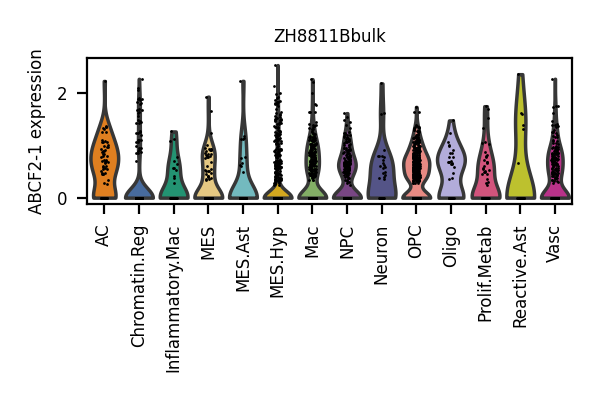 ZH8811Bbulk
ABCF2-1 expression
2
0
AC
Chromatin.Reg
Inflammatory.Mac
MES
MES.Ast
MES.Hyp
Mac
NPC
Neuron
OPC
Oligo
Prolif.Metab
Reactive.Ast
Vasc